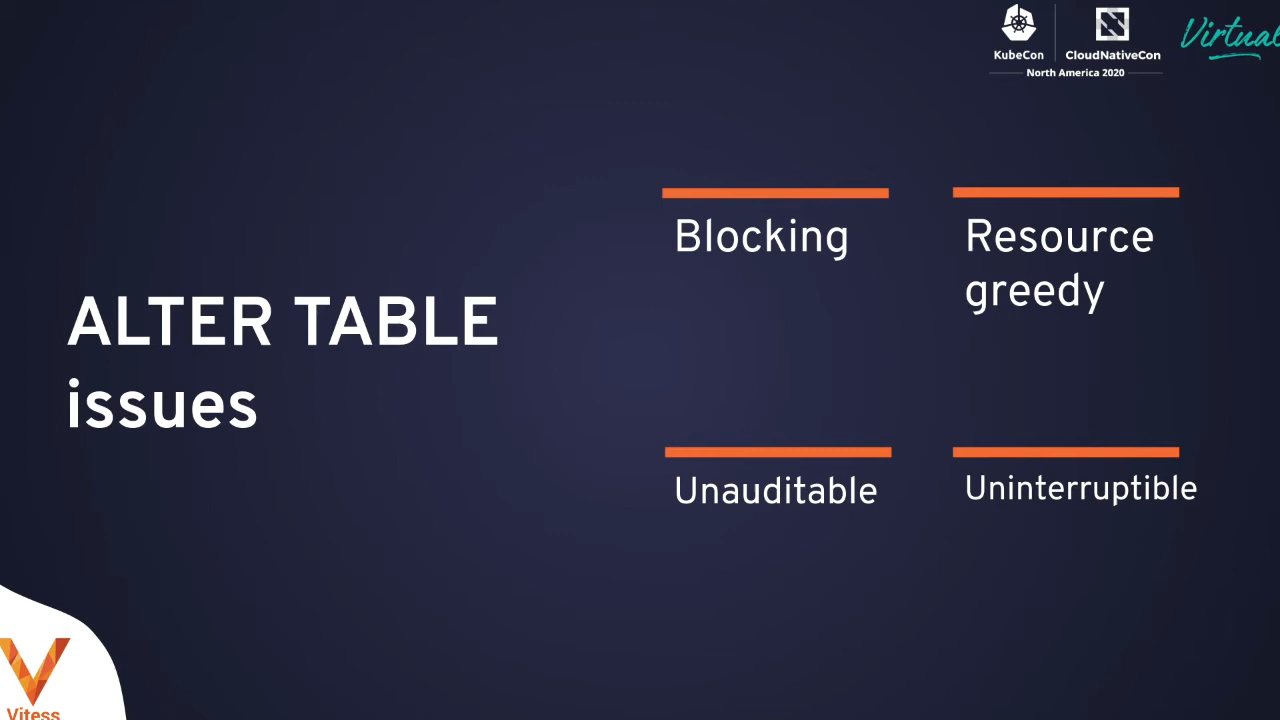 KubeCon
CloudNativeCon
North America 2020
Virtual
ALTER TABLE
issues
Blocking
Resource
greedy
Unauditable
Uninterruptible
Vitess